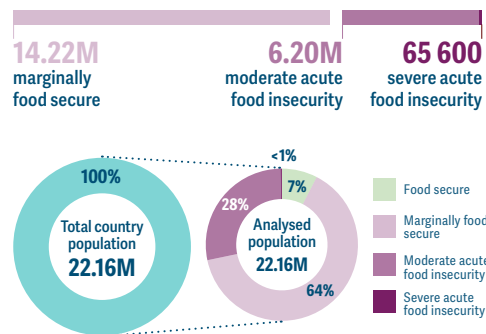 14.22M
marginally
food secure
6.20M
moderate acute
food insecurity
65 600
severe acute
food insecurity
100%
Total country
population
22.16M
<1%
7%
28%
64%
Analysed
population
22.16M
Food secure
Marginally food
secure
Moderate acute
food insecurity
Severe acute
food insecurity